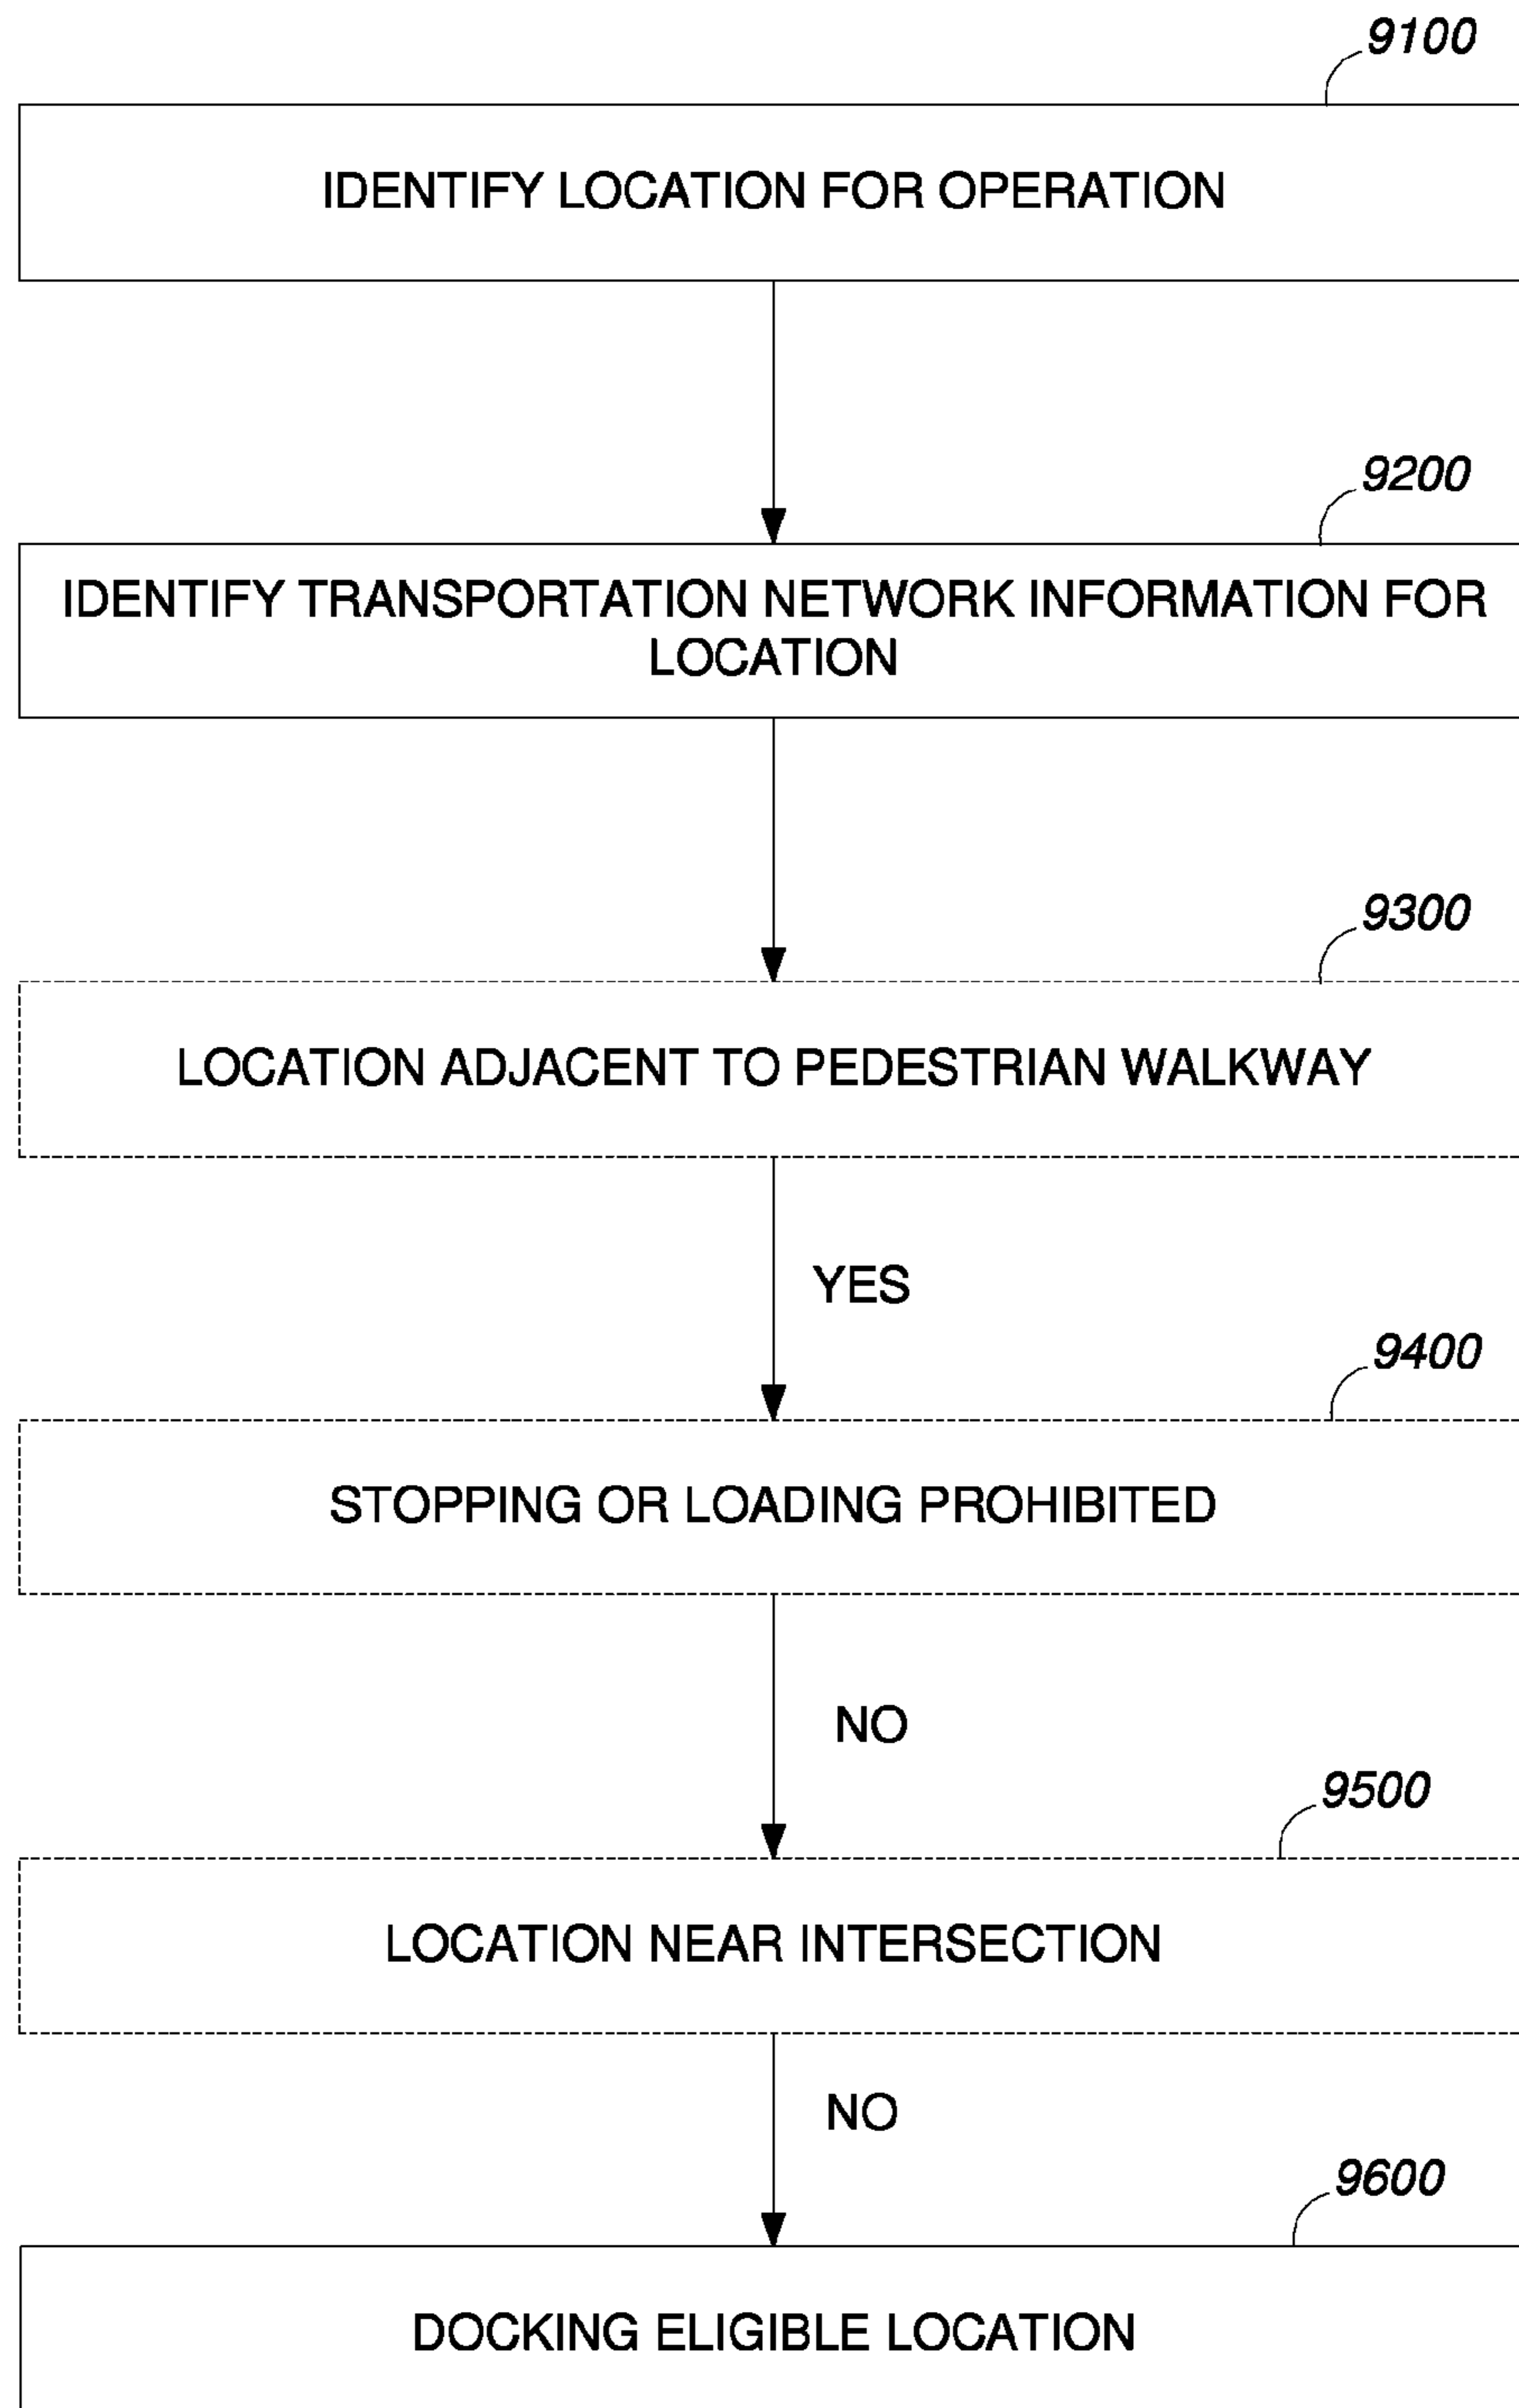 9100
IDENTIFY LOCATION FOR OPERATION
9200
IDENTIFY TRANSPORTATION NETWORK INFORMATION FOR
LOCATION
9300
LOCATION ADJACENT TO PEDESTRIAN WALKWAY
YES
9400
STOPPING OR LOADING PROHIBITED
NO
9500
LOCATION NEAR INTERSECTION
NO
9600
DOCKING ELIGIBLE LOCATION